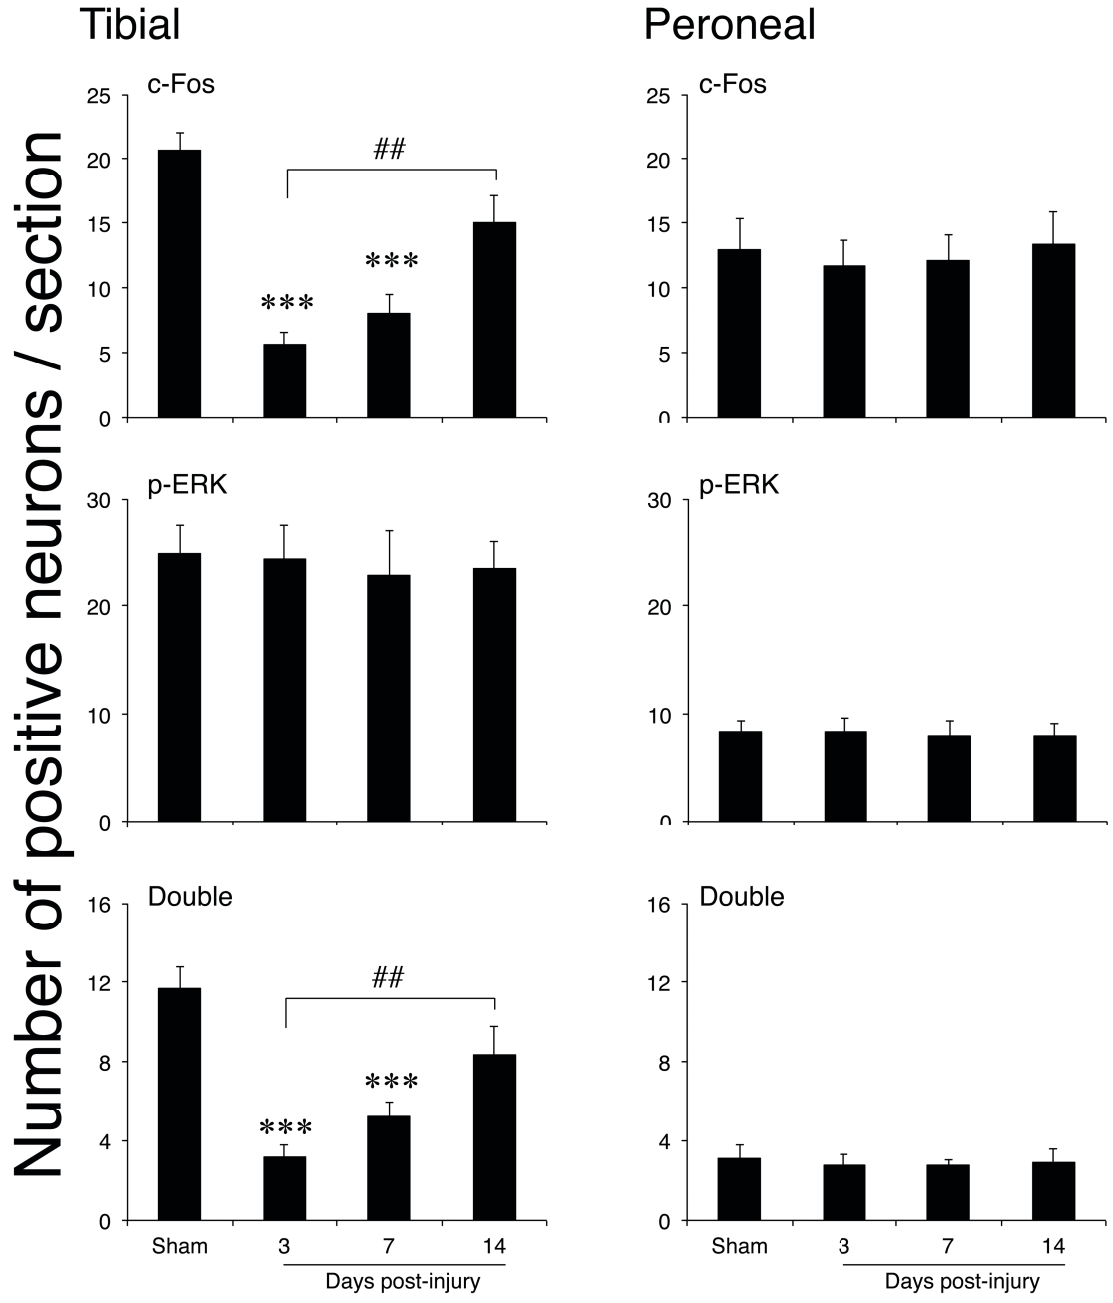 Tibial
Peroneal
Number of positive neurons / section
c-Fos
25
20
15
10
5
0
##
***
***
c-Fos
25
20
15
10
5
0
p-ERK
30
20
10
0
p-ERK
30
20
10
0
Double
16
12
8
4
0
##
***
***
Sham 3 7 14
Days post-injury
Double
16
12
8
4
0
Sham 3 7 14
Days post-injury